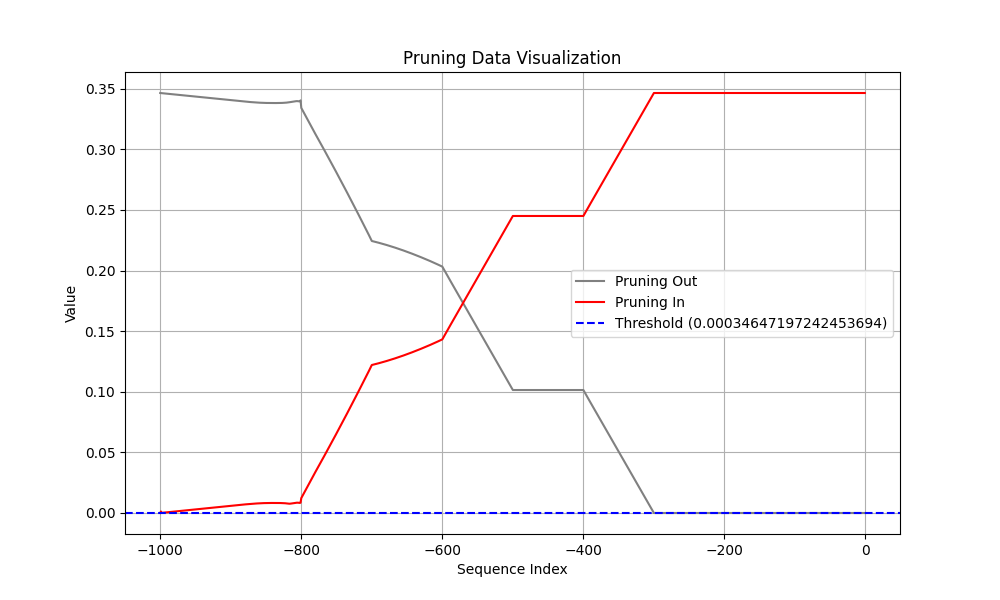 Pruning Data Visualization
0.35
0.30
0.25
0.20
0.15
0.10
0.05
0.00
Value
Pruning Out
Pruning In
Threshold (0.00034647197242453694)
−1000
−800
−600
−400
−200
0
Sequence Index